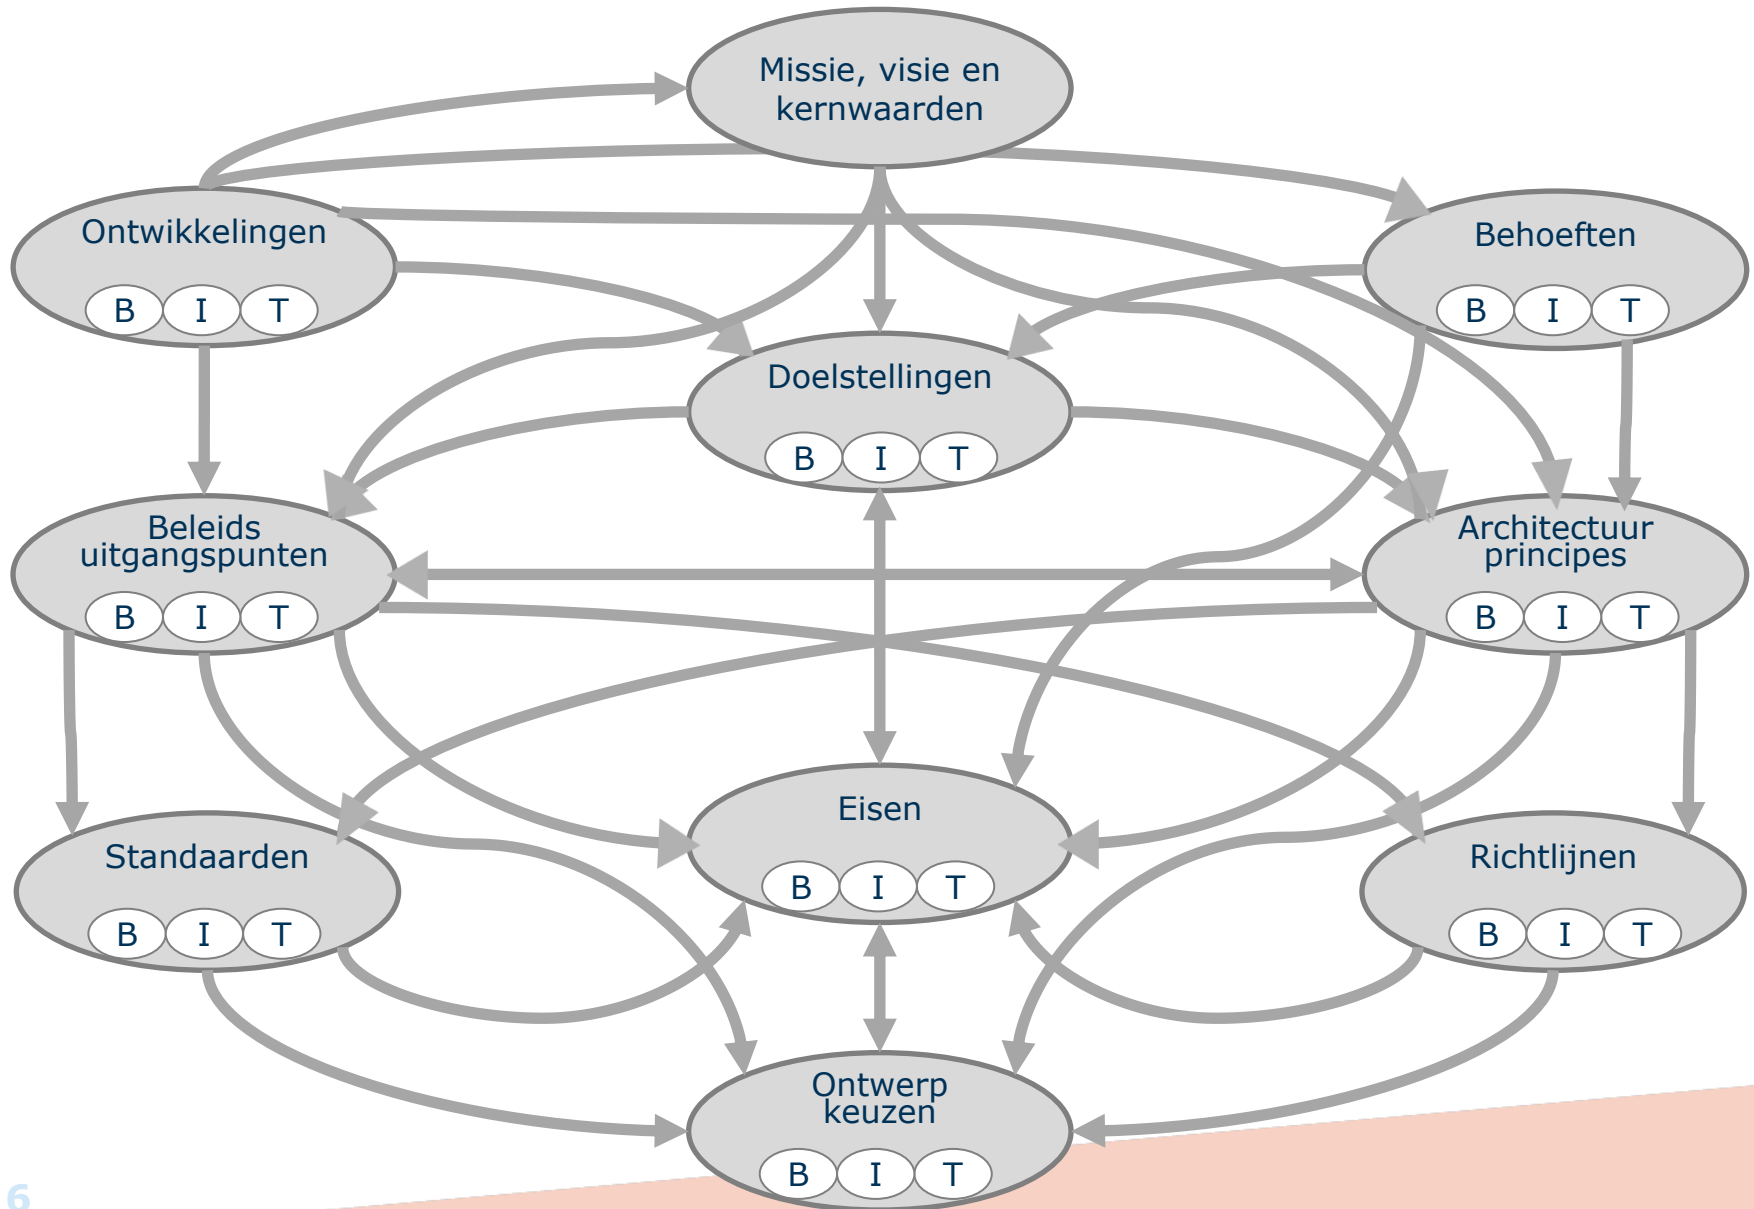 Missie, visie en
kernwaarden
Ontwikkelingen
B I T
Behoeften
B I T
Doelstellingen
B I T
Beleids
uitgangspunten
B I T
Architectuur
principes
B I T
Eisen
B I T
Standaarden
B I T
Richtlijnen
B I T
Ontwerp
keuzen
B I T
6